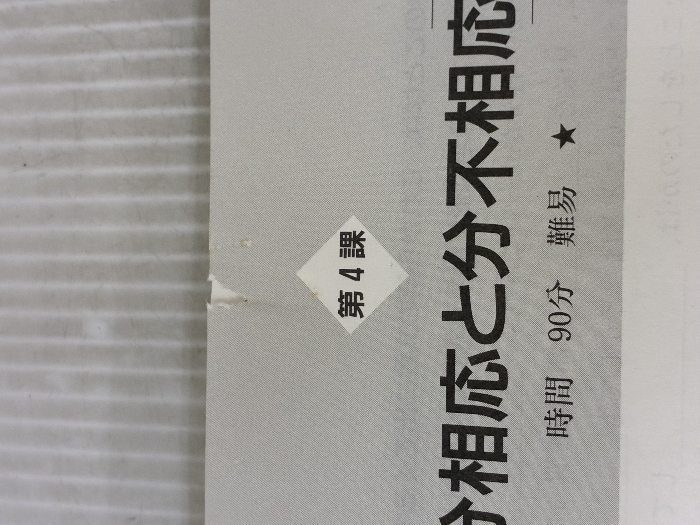 第4課
分相応と分不相応
時間 90分 難易 ★